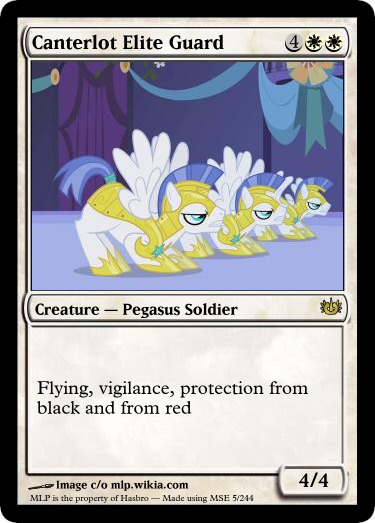 Canterlot Elite Guard 4
Creature — Pegasus Soldier
Flying, vigilance, protection from
black and from red
Image c/o mlp.wikia.com
MLP is the property of Hasbro — Made using MSE 5/244
4/4